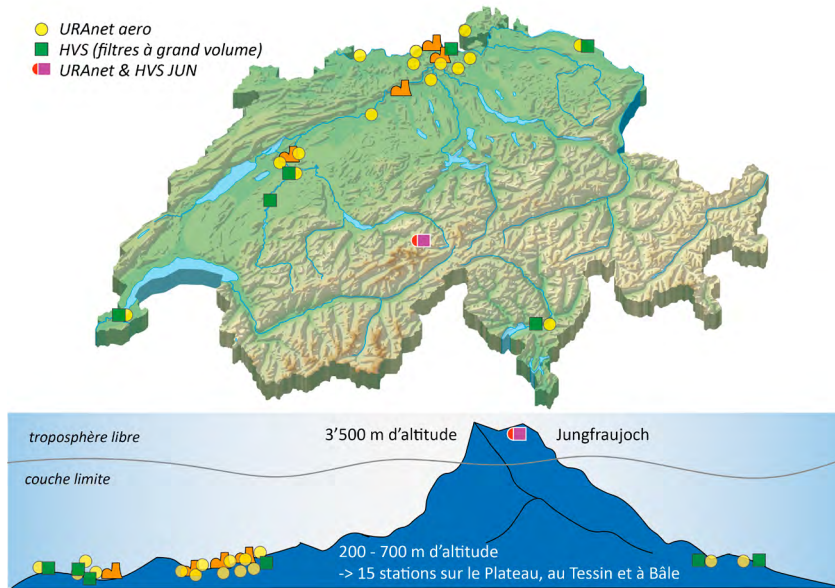 URAnet aero
HVS (filtres à grand volume)
URAnet & HVS JUN
troposphère libre
3'500 m d'altitude
Jungfraujoch
couche limite
200 - 700 m d'altitude
-> 15 stations sur le Plateau, au Tessin et à Bâle